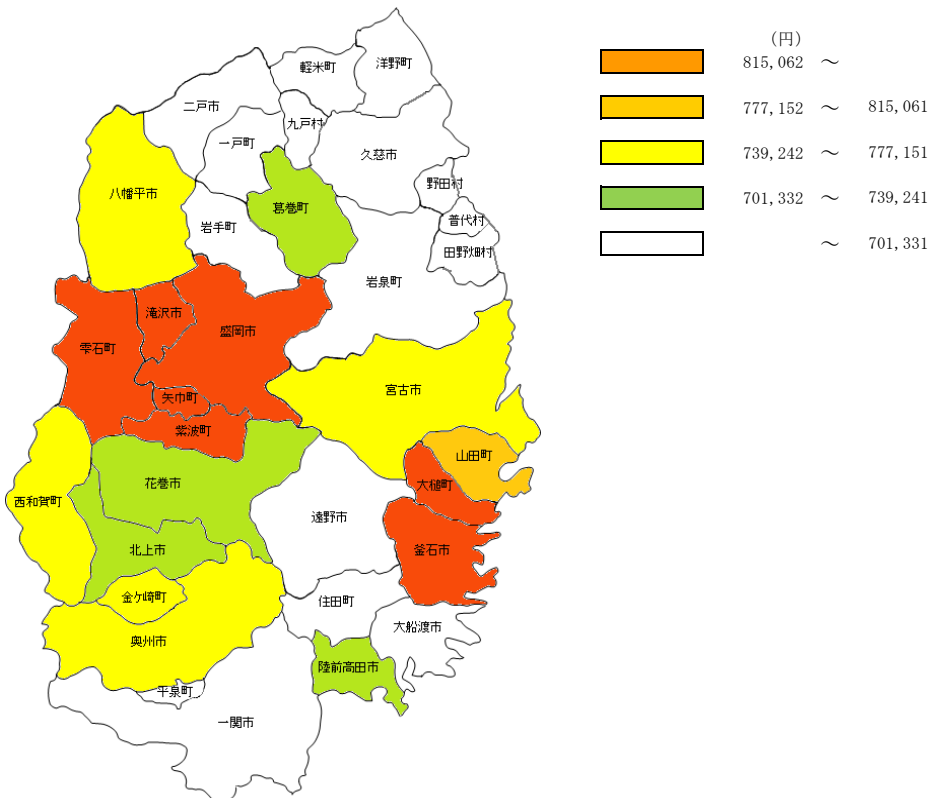 洋野町
軽米町
二戸市
九戸村
一戸町
久慈市
野田村
八幡平市
葛巻町
普代村
岩手町
田野畑村
岩泉町
滝沢市
盛岡市
雫石町
宮古市
矢巾町
紫波町
山田町
花巻市
大槌町
西和賀町
遠野市
北上市
釜石市
金ケ崎町
住田町
大船渡市
奥州市
陸前高田市
平泉町
一関市
(円)
815,062 ～
777,152 ～ 815,061
739,242 ～ 777,151
701,332 ～ 739,241
～ 701,331